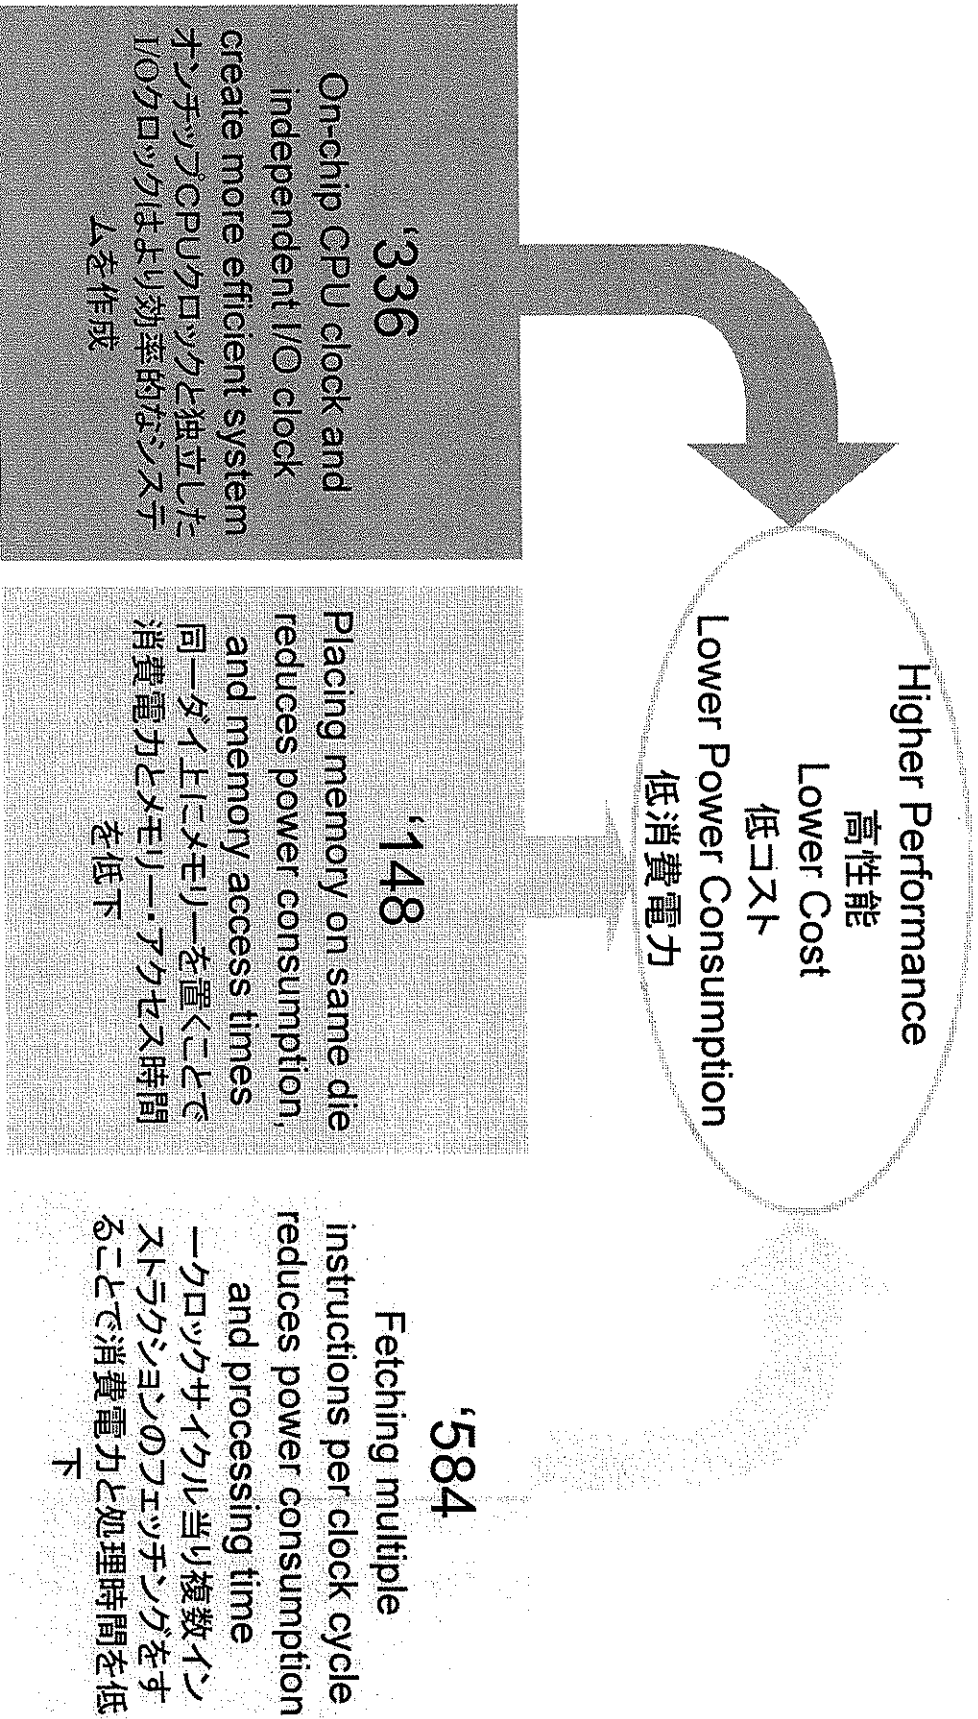 Higher Performance
高性能
Lower Cost
低コスト
Lower Power Consumption
低消費電力
‘336
On-chip CPU clock and
independent I/O clock
create more efficient system
オンチップCPUクロックと独立した
I/Oクロックはより効率的なシステ
ムを作成
‘148
Placing memory on same die
reduces power consumption,
and memory access times
同一ダイ上にメモリーを置くことで
消費電力とメモリー・アクセス時間
を低下
‘584
Fetching multiple
instructions per clock cycle
reduces power consumption
and processing time
一クロックサイクル当り複数イン
ストラクションのフェッチングをす
ることで消費電力と処理時間を低
下